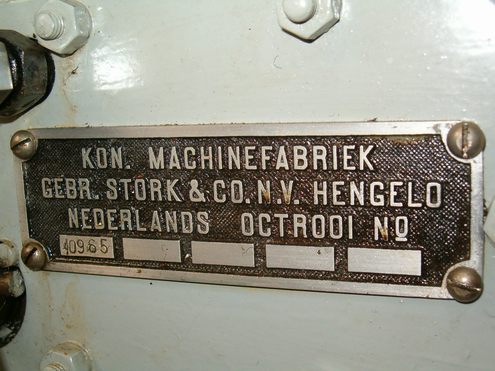 KON. MACHINEFABRIEK
GEBR. STORK & CO. N.V. HENGELO
NEDERLANDS OCTROOI No
40965